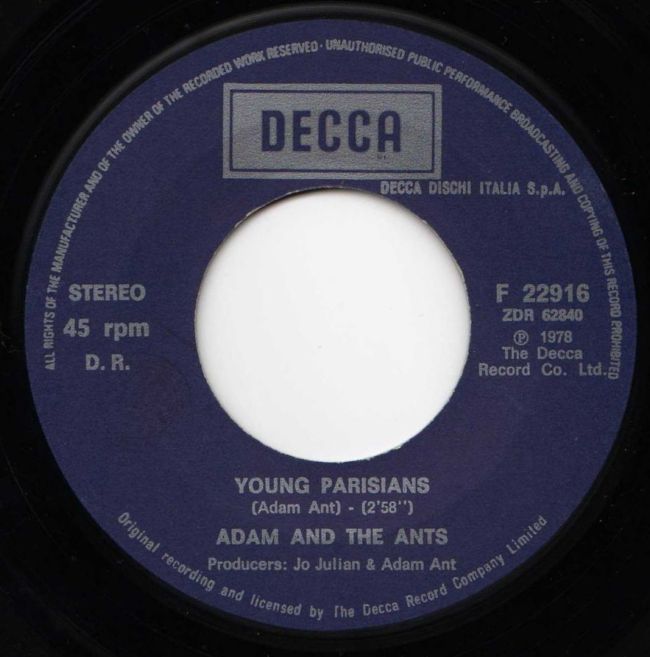 ALL RIGHTS OF THE MANUFACTURER AND OF THE OWNER OF THE RECORDED WORK RESERVED · UNAUTHORISED PUBLIC PERFORMANCE BROADCASTING AND COPYING OF THIS RECORD PROHIBITED
DECCA
DECCA DISCHI ITALIA S.p.A.
STEREO
45 rpm
D. R.
F 22916
ZDR 62840
℗ 1978
The Decca
Record Co. Ltd.
YOUNG PARISIANS
(Adam Ant) - (2'58'')
ADAM AND THE ANTS
Producers: Jo Julian & Adam Ant
Original recording and licensed by The Decca Record Company Limited